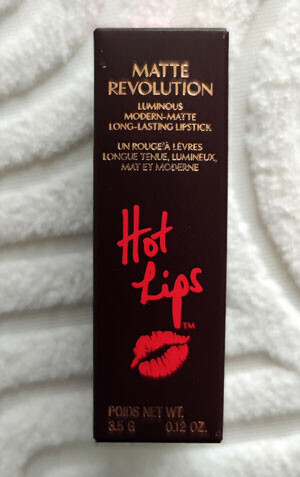 MATTE
REVOLUTION
LUMINOUS
MODERN-MATTE
LONG-LASTING LIPSTICK
UN ROUGE À LÈVRES
LONGUE TENUE, LUMINEUX,
MAT ET MODERNE
Hot
Lips
TM
POIDS NET WT.
3.5 G 0.12 OZ.